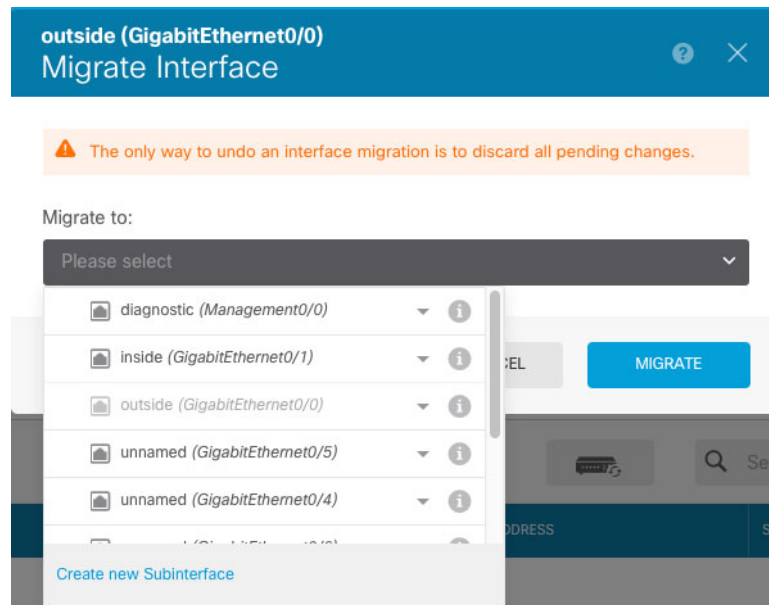 outside (GigabitEthernet0/0)
Migrate Interface
The only way to undo an interface migration is to discard all pending changes.
Migrate to:
Please select
diagnostic (Management0/0)
inside (GigabitEthernet0/1)
outside (GigabitEthernet0/0)
unnamed (GigabitEthernet0/5)
unnamed (GigabitEthernet0/4)
Create new Subinterface
MIGRATE